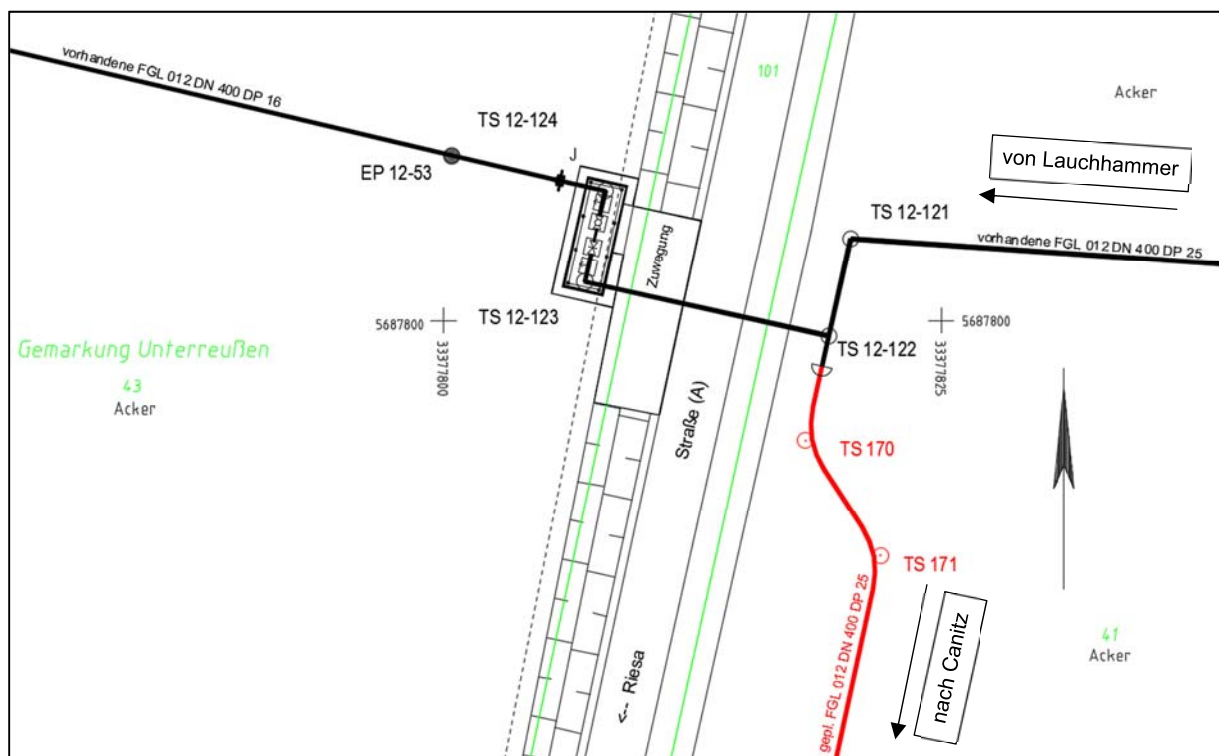 vorhandene FGL 012 DN 400 DP 16
101
Acker
TS 12-124
J
EP 12-53
von Lauchhammer
TS 12-121
vorhandene FGL 012 DN 400 DP 25
Zuwegung
TS 12-123
5687800
33377800
5687800
33377825
TS 12-122
Gemarkung Unterreußen
43
Acker
Straße (A)
TS 170
TS 171
gepl. FGL 012 DN 400 DP 25
nach Canitz
41
Acker
<-- Riesa